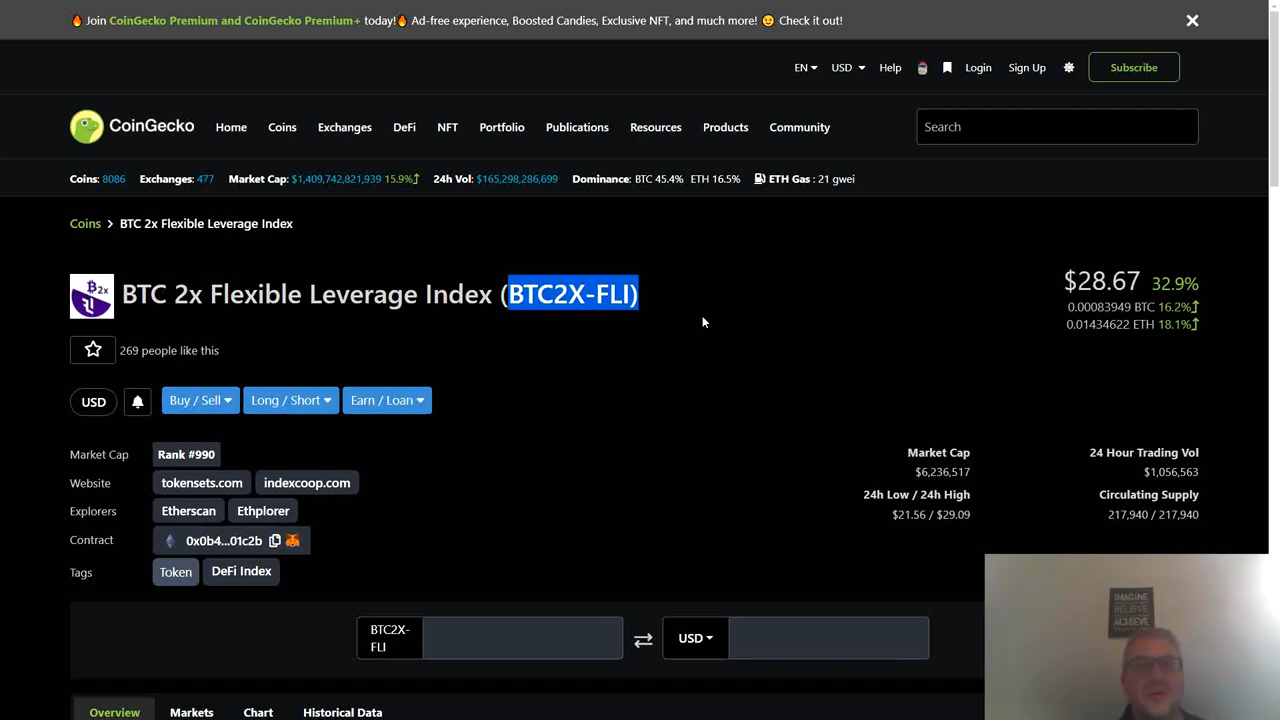 🔥 Join CoinGecko Premium and CoinGecko Premium+ today!🔥 Ad-free experience, Boosted Candies, Exclusive NFT, and much more! 😉 Check it out!
EN USD Help Login Sign Up Subscribe
CoinGecko Home Coins Exchanges DeFi NFT Portfolio Publications Resources Products Community Search
Coins: 8086 Exchanges: 477 Market Cap: $1,409,742,821,939 15.9% 24h Vol: $165,298,286,699 Dominance: BTC 45.4% ETH 16.5% ETH Gas : 21 gwei
Coins > BTC 2x Flexible Leverage Index
BTC 2x Flexible Leverage Index (BTC2X-FLI)
$28.67 32.9%
0.00083949 BTC 16.2%
0.01434622 ETH 18.1%
269 people like this
USD Buy / Sell Long / Short Earn / Loan
Market Cap Rank #990
Website tokensets.com indexcoop.com
Explorers Etherscan Ethplorer
Contract 0x0b4...01c2b
Tags Token DeFi Index
Market Cap
$6,236,517
24 Hour Trading Vol
$1,056,563
24h Low / 24h High
$21.56 / $29.09
Circulating Supply
217,940 / 217,940
BTC2X-
FLI
USD
Overview Markets Chart Historical Data
IMAGINE
BELIEVE
ACHIEVE